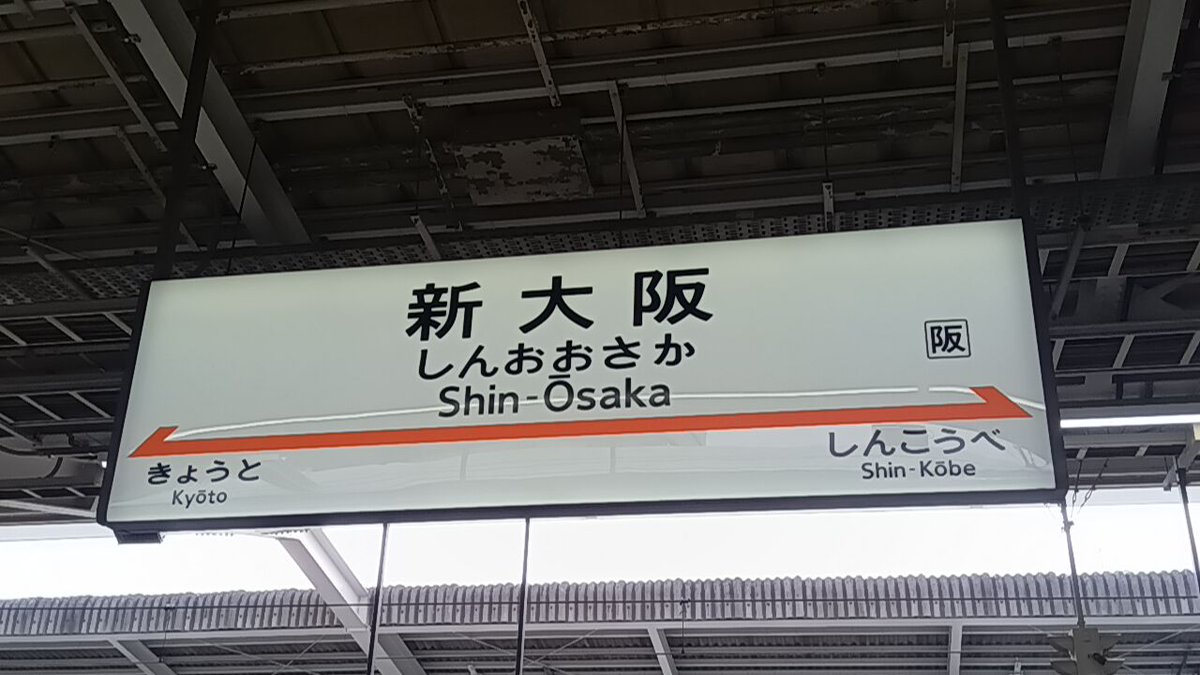 新大阪
しんおおさか
Shin-Ōsaka
阪
きょうと
Kyōto
しんこうべ
Shin-Kōbe